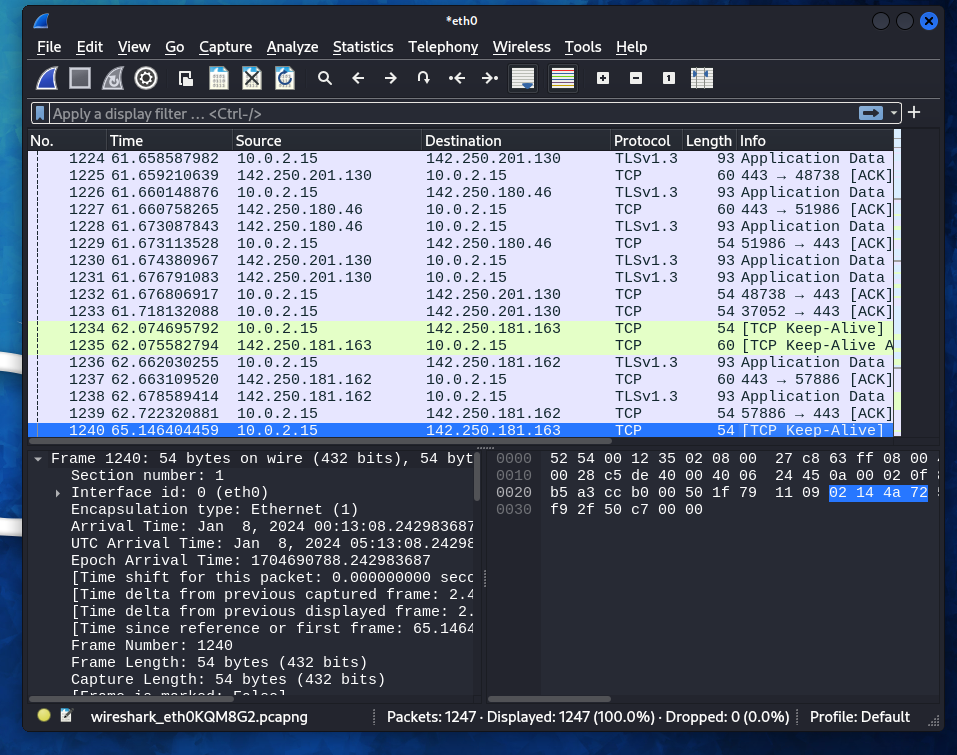 *eth0
File Edit View Go Capture Analyze Statistics Telephony Wireless Tools Help
Apply a display filter … <Ctrl-/>
No. Time Source Destination Protocol Length Info
1224 61.658587982 10.0.2.15 142.250.201.130 TLSv1.3 93 Application Data
1225 61.659210639 142.250.201.130 10.0.2.15 TCP 60 443 → 48738 [ACK]
1226 61.660148876 10.0.2.15 142.250.180.46 TLSv1.3 93 Application Data
1227 61.660758265 142.250.180.46 10.0.2.15 TCP 60 443 → 51986 [ACK]
1228 61.673087843 142.250.180.46 10.0.2.15 TLSv1.3 93 Application Data
1229 61.673113528 10.0.2.15 142.250.180.46 TCP 54 51986 → 443 [ACK]
1230 61.674380967 142.250.201.130 10.0.2.15 TLSv1.3 93 Application Data
1231 61.676791083 142.250.201.130 10.0.2.15 TLSv1.3 93 Application Data
1232 61.676806917 10.0.2.15 142.250.201.130 TCP 54 48738 → 443 [ACK]
1233 61.718132088 10.0.2.15 142.250.201.130 TCP 54 37052 → 443 [ACK]
1234 62.074695792 10.0.2.15 142.250.181.163 TCP 54 [TCP Keep-Alive]
1235 62.075582794 142.250.181.163 10.0.2.15 TCP 60 [TCP Keep-Alive A
1236 62.662030255 10.0.2.15 142.250.181.162 TLSv1.3 93 Application Data
1237 62.663109520 142.250.181.162 10.0.2.15 TCP 60 443 → 57886 [ACK]
1238 62.678589414 142.250.181.162 10.0.2.15 TLSv1.3 93 Application Data
1239 62.722320881 10.0.2.15 142.250.181.162 TCP 54 57886 → 443 [ACK]
1240 65.146404459 10.0.2.15 142.250.181.163 TCP 54 [TCP Keep-Alive]
Frame 1240: 54 bytes on wire (432 bits), 54 byt
Section number: 1
Interface id: 0 (eth0)
Encapsulation type: Ethernet (1)
Arrival Time: Jan  8, 2024 00:13:08.242983687
UTC Arrival Time: Jan  8, 2024 05:13:08.24298
Epoch Arrival Time: 1704690788.242983687
[Time shift for this packet: 0.000000000 seco
[Time delta from previous captured frame: 2.4
[Time delta from previous displayed frame: 2.
[Time since reference or first frame: 65.1464
Frame Number: 1240
Frame Length: 54 bytes (432 bits)
Capture Length: 54 bytes (432 bits)
[Frame is marked: False]
0000 52 54 00 12 35 02 08 00 27 c8 63 ff 08 00
0010 00 28 c5 de 40 00 40 06 24 45 0a 00 02 0f
0020 b5 a3 cc b0 00 50 1f 79 11 09 02 14 4a 72
0030 f9 2f 50 c7 00 00
wireshark_eth0KQM8G2.pcapng
Packets: 1247 · Displayed: 1247 (100.0%) · Dropped: 0 (0.0%)
Profile: Default